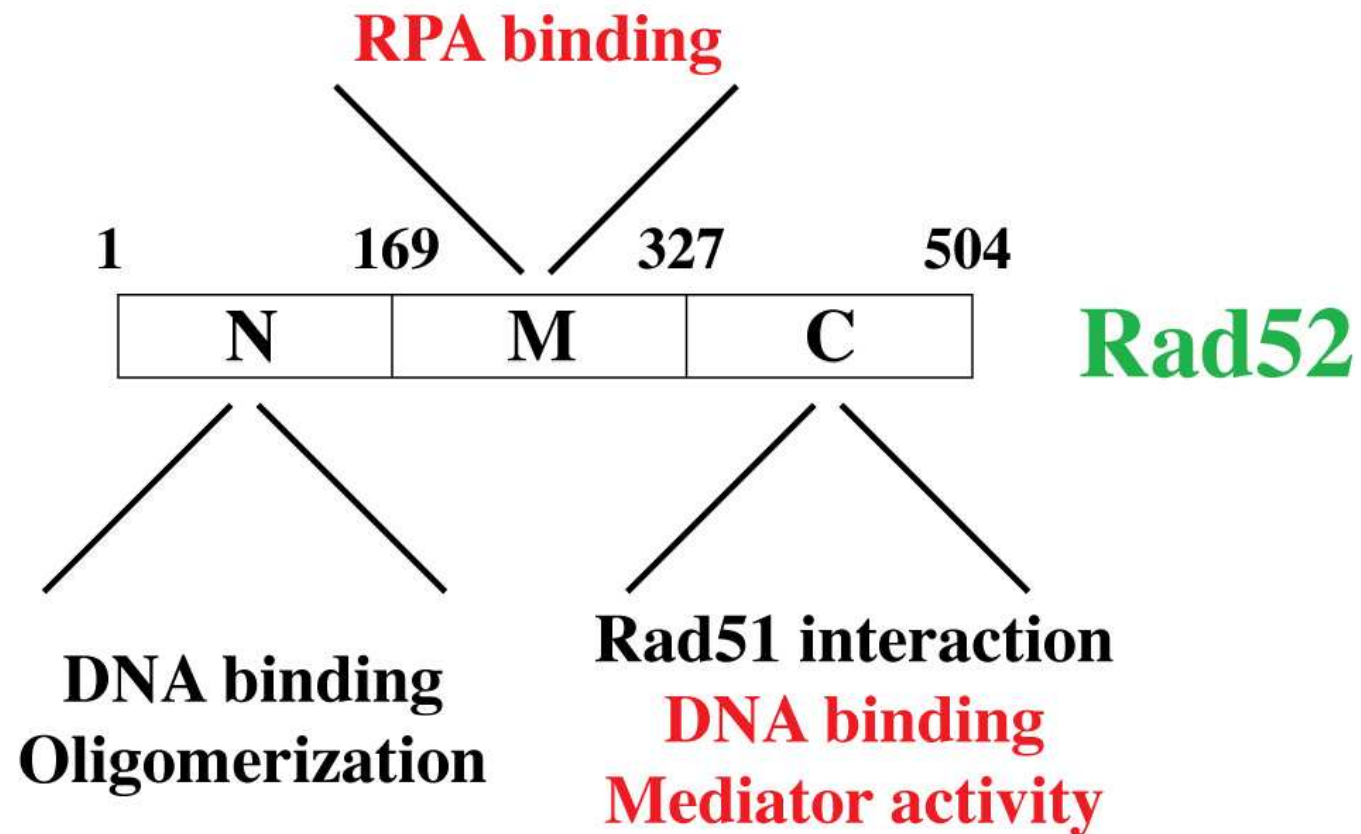 RPA binding
1 169 327 504
N M C Rad52
DNA binding
Oligomerization
Rad51 interaction
DNA binding
Mediator activity